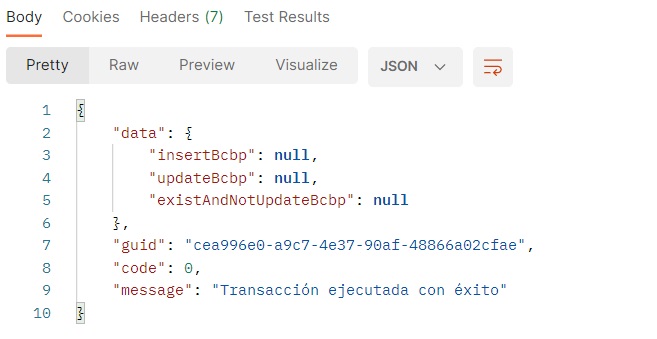 Body Cookies Headers (7) Test Results
Pretty Raw Preview Visualize JSON
1 {
2 "data": {
3 "insertBcbp": null,
4 "updateBcbp": null,
5 "existAndNotUpdateBcbp": null
6 },
7 "guid": "cea996e0-a9c7-4e37-90af-48866a02cfae",
8 "code": 0,
9 "message": "Transacción ejecutada con éxito"
10 }